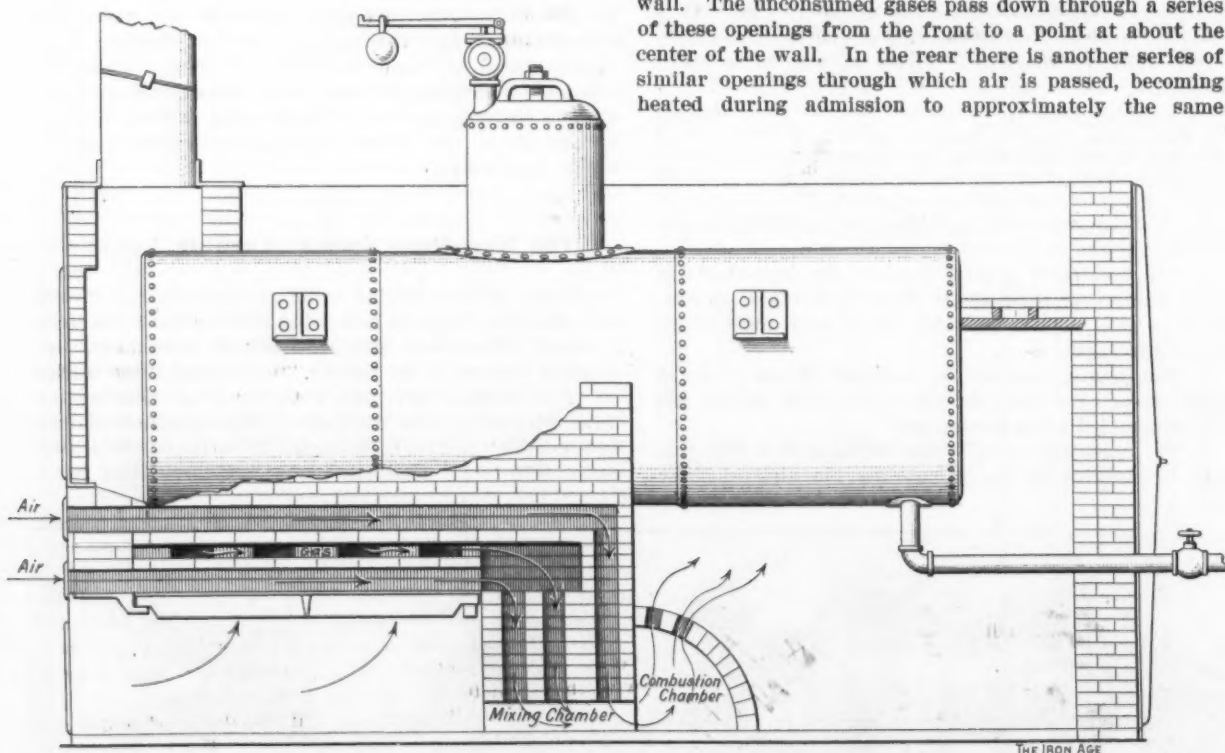 wall. The unconsumed gases pass down through a series
of these openings from the front to a point at about the
center of the wall. In the rear there is another series of
similar openings through which air is passed, becoming
heated during admission to approximately the same
Air
GAS
Air
Combustion
Chamber
Mixing Chamber
THE IRON AGE